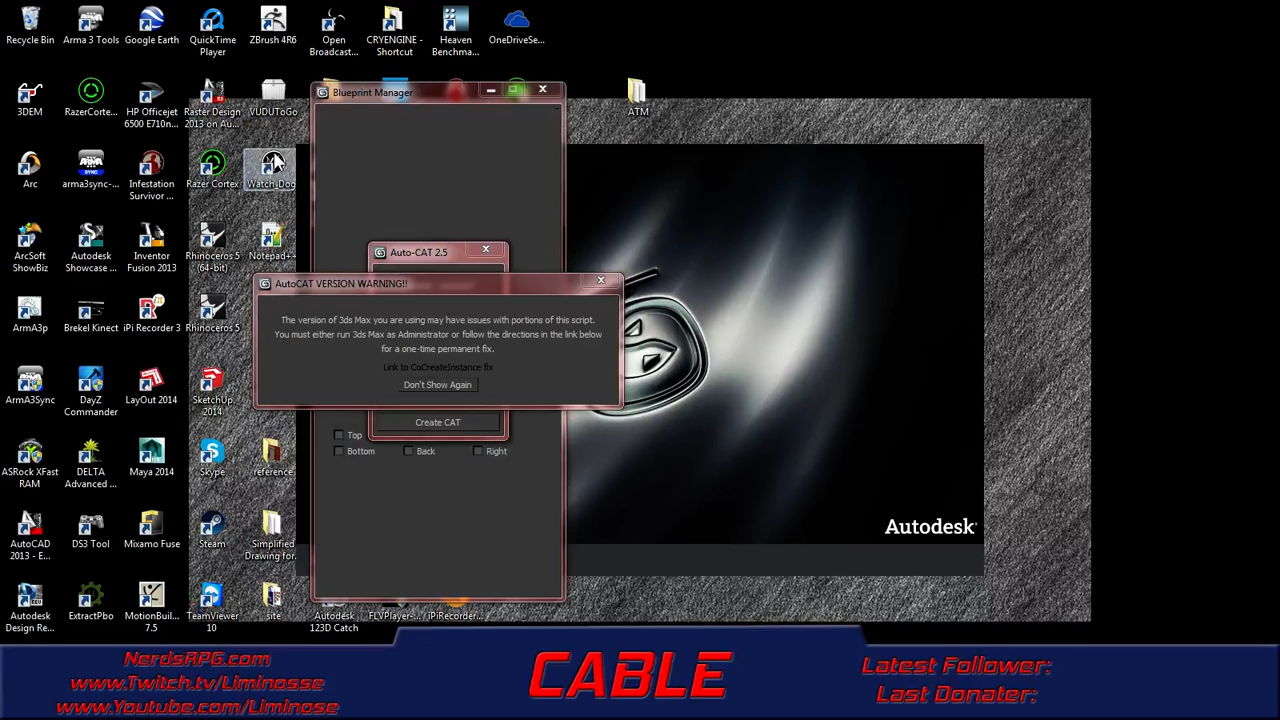 Recycle Bin
Arma 3 Tools
Google Earth
QuickTime
Player
ZBrush 4R6
Open
Broadcast...
CRYENGINE -
Shortcut
Heaven
Benchma...
OneDriveSe...
3DEM
RazerCorte...
HP Officejet
6500 E710n...
Raster Design
2013 on Au...
VUDUToGo
Blueprint Manager
ATM
Arc
arma3sync-...
Infestation
Survivor ...
Razer Cortex
Watch_Dog
ArcSoft
ShowBiz
Autodesk
Showcase ...
Inventor
Fusion 2013
Rhinoceros 5
(64-bit)
Notepad++
Auto-CAT 2.5
AutoCAT VERSION WARNING!!
The version of 3ds Max you are using may have issues with portions of this script.
You must either run 3ds Max as Administrator or follow the directions in the link below
for a one-time permanent fix.
Link to CoCreateInstance fix
Don't Show Again
ArmA3p
Brekel Kinect
iPi Recorder 3
Rhinoceros 5
ArmA3Sync
DayZ
Commander
LayOut 2014
SketchUp
2014
Create CAT
Top
Bottom
Back
Right
ASRock XFast
RAM
DELTA
Advanced ...
Maya 2014
Skype
reference
Autodesk
AutoCAD
2013 - E...
DS3 Tool
Mixamo Fuse
Steam
Simplified
Drawing for...
Autodesk
Design Re...
ExtractPbo
MotionBuil...
7.5
TeamViewer
10
site
Autodesk
123D Catch
FLVPlayer-...
iPiRecorder...
NerdsRPG.com
www.Twitch.tv/Liminosse
www.Youtube.com/Liminose
CABLE
Latest Follower:
Last Donater: